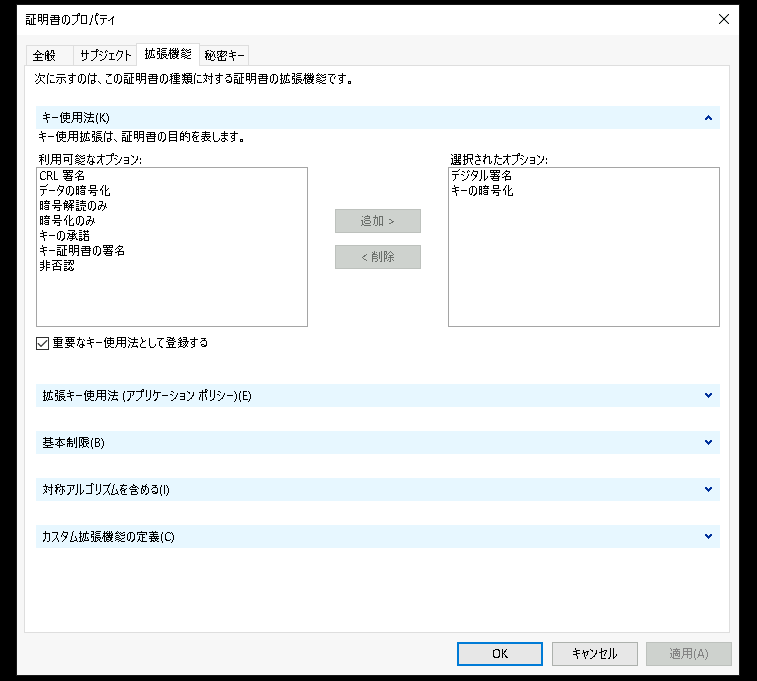 証明書のプロパティ
全般 サブジェクト 拡張機能 秘密キー
次に示すのは、この証明書の種類に対する証明書の拡張機能です。
キー使用法(K)
キー使用拡張は、証明書の目的を表します。
利用可能なオプション:
CRL 署名
データの暗号化
暗号解読のみ
暗号化のみ
キーの承諾
キー証明書の署名
非否認
追加 >
< 削除
選択されたオプション:
デジタル署名
キーの暗号化
重要なキー使用法として登録する
拡張キー使用法 (アプリケーション ポリシー)(E)
基本制限(B)
対称アルゴリズムを含める(I)
カスタム拡張機能の定義(C)
OK キャンセル 適用(A)